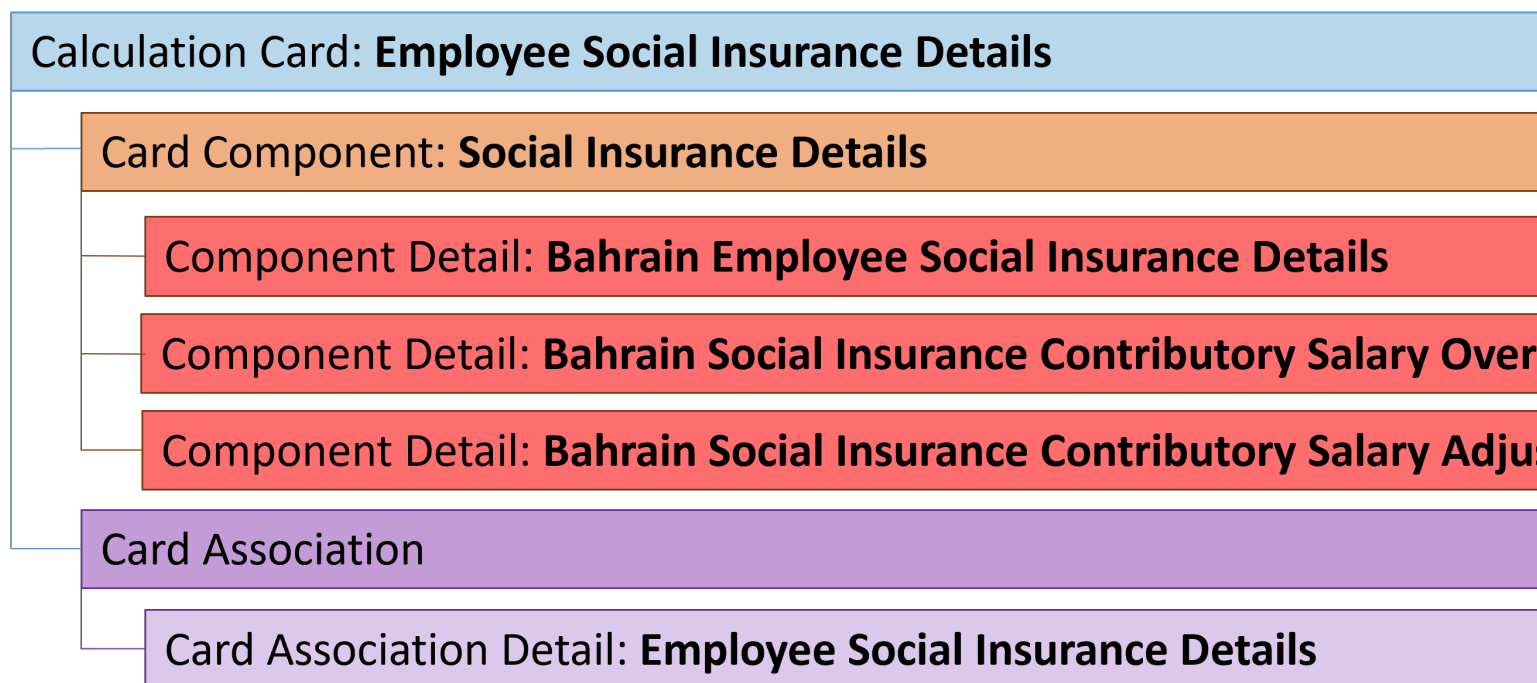 Calculation Card: Employee Social Insurance Details
Card Component: Social Insurance Details
Component Detail: Bahrain Employee Social Insurance Details
Component Detail: Bahrain Social Insurance Contributory Salary
Component Detail: Bahrain Social Insurance Contributory Salary
Card Association
Card Association Detail: Employee Social Insurance Details